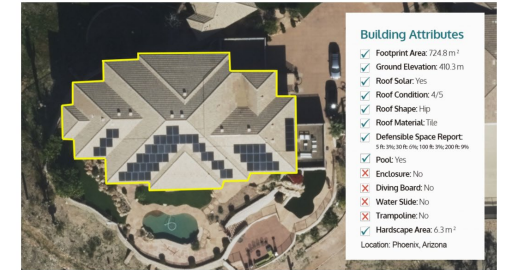 Building Attributes
Footprint Area: 724.8 m²
Ground Elevation: 410.3 m
Roof Solar: Yes
Roof Condition: 4/5
Roof Shape: Hip
Roof Material: Tile
Defensible Space Report:
5 ft: 3%; 30 ft: 6%; 100 ft: 3%; 200 ft: 9%
Pool: Yes
Enclosure: No
Diving Board: No
Water Slide: No
Trampoline: No
Hardscape Area: 6.3 m²
Location: Phoenix, Arizona